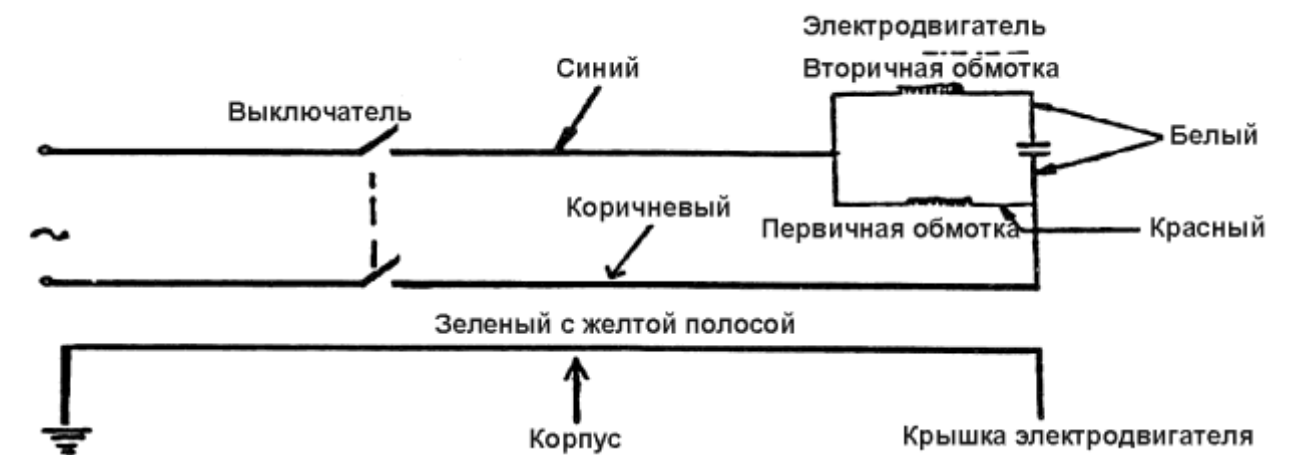 Электродвигатель
Вторичная обмотка
Синий
Выключатель
Белый
Коричневый
Первичная обмотка
Красный
Зеленый с желтой полосой
Корпус
Крышка электродвигателя